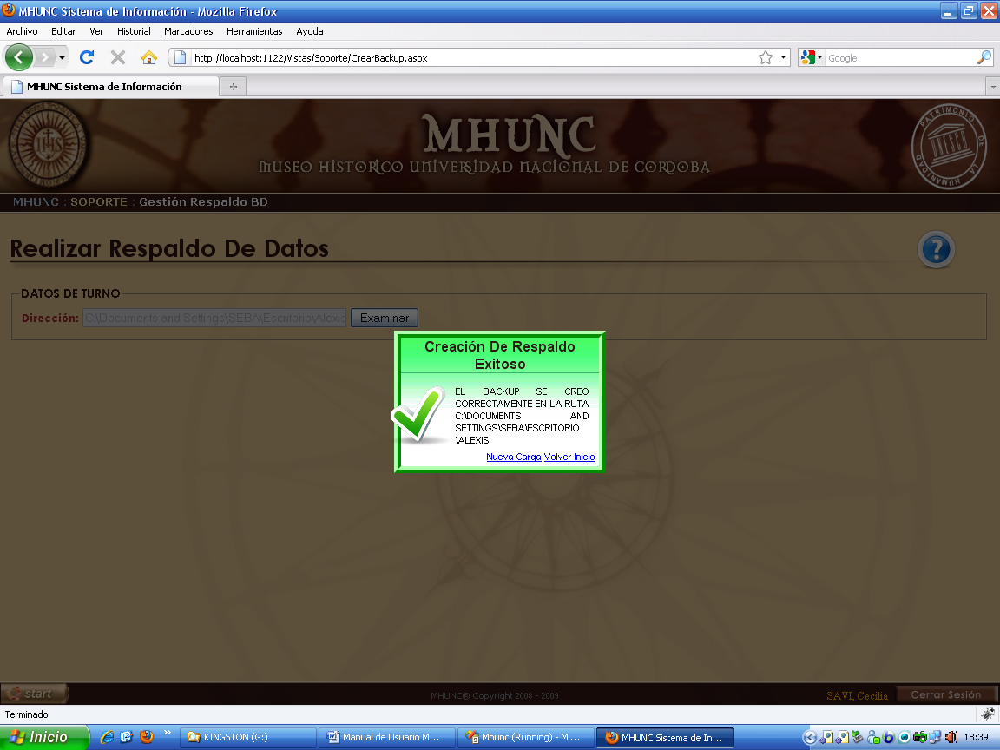 MHUNC Sistema de Información - Mozilla Firefox
Archivo Editar Ver Historial Marcadores Herramientas Ayuda
http://localhost:1122/Vistas/Soporte/CrearBackup.aspx
Google
MHUNC Sistema de Información
MHUNC
MUSEO HISTORICO UNIVERSIDAD NACIONAL DE CORDOBA
PATRIMONIO DE LA HUMANIDAD
MHUNC : SOPORTE : Gestión Respaldo BD
Realizar Respaldo De Datos
?
DATOS DE TURNO
Dirección: C:\Documents and Settings\SEBA\Escritorio\Alexis Examinar
Creación De Respaldo
Exitoso
EL BACKUP SE CREO
CORRECTAMENTE EN LA RUTA
C:\DOCUMENTS AND
SETTINGS\SEBA\ESCRITORIO
\ALEXIS
Nueva Carga Volver Inicio
start MHUNC® Copyright 2008 - 2009 SAVI, Cecilia Cerrar Sesión
Terminado
Inicio KINGSTON (G:) Manual de Usuario M... Mhunc (Running) - Mi... MHUNC Sistema de In... 18:39